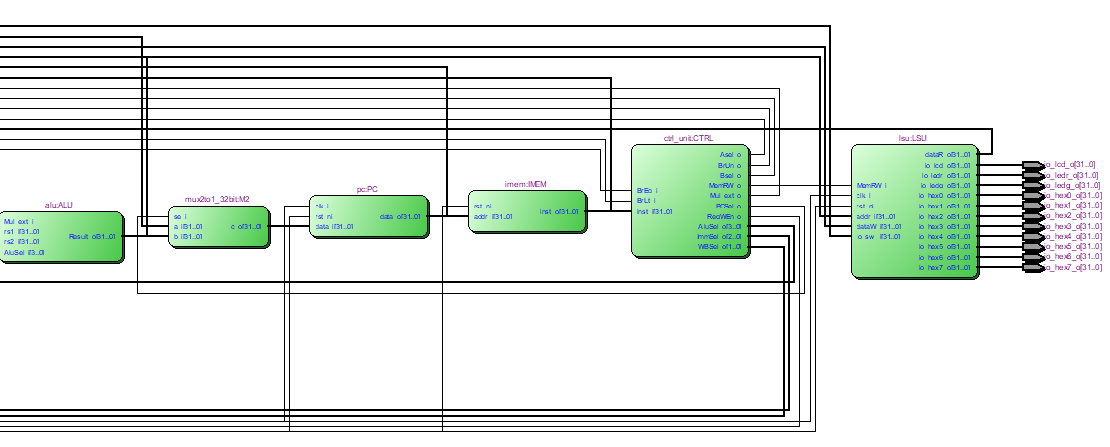 alu:ALU
Mul_ext_i
rs1_i[31..0]
rs2_i[31..0]
AluSel_i[3..0]
Result_o[31..0]
mux2to1_32bit:M2
se_i
a_i[31..0]
b_i[31..0]
c_o[31..0]
pc:PC
clk_i
rst_ni
data_i[31..0]
data_o[31..0]
imem:IMEM
rst_ni
addr_i[31..0]
inst_o[31..0]
ctrl_unit:CTRL
BrEq_i
BrLt_i
inst_i[31..0]
Asel_o
BrUn_o
Bsel_o
MemRW_o
Mul_ext_o
PCSel_o
RegWEn_o
AluSel_o[3..0]
ImmSel_o[2..0]
WBSel_o[1..0]
lsu:LSU
MemRW_i
clk_i
rst_ni
addr_i[31..0]
dataW_i[31..0]
io_sw_i[31..0]
dataR_o[31..0]
io_lcd_o[31..0]
io_ledr_o[31..0]
io_ledg_o[31..0]
io_hex0_o[31..0]
io_hex1_o[31..0]
io_hex2_o[31..0]
io_hex3_o[31..0]
io_hex4_o[31..0]
io_hex5_o[31..0]
io_hex6_o[31..0]
io_hex7_o[31..0]
io_lcd_o[31..0]
io_ledr_o[31..0]
io_ledg_o[31..0]
io_hex0_o[31..0]
io_hex1_o[31..0]
io_hex2_o[31..0]
io_hex3_o[31..0]
io_hex4_o[31..0]
io_hex5_o[31..0]
io_hex6_o[31..0]
io_hex7_o[31..0]